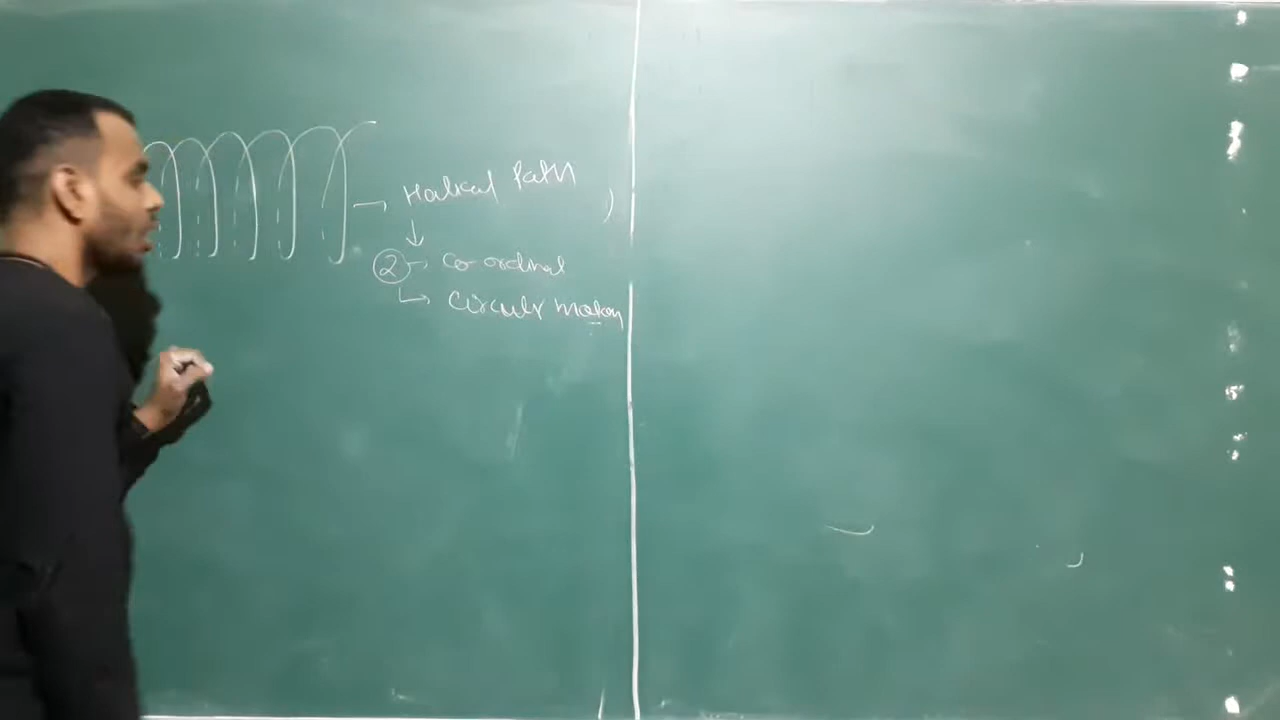 Helical Path
② → Co-ordinal
↳ Circular motion